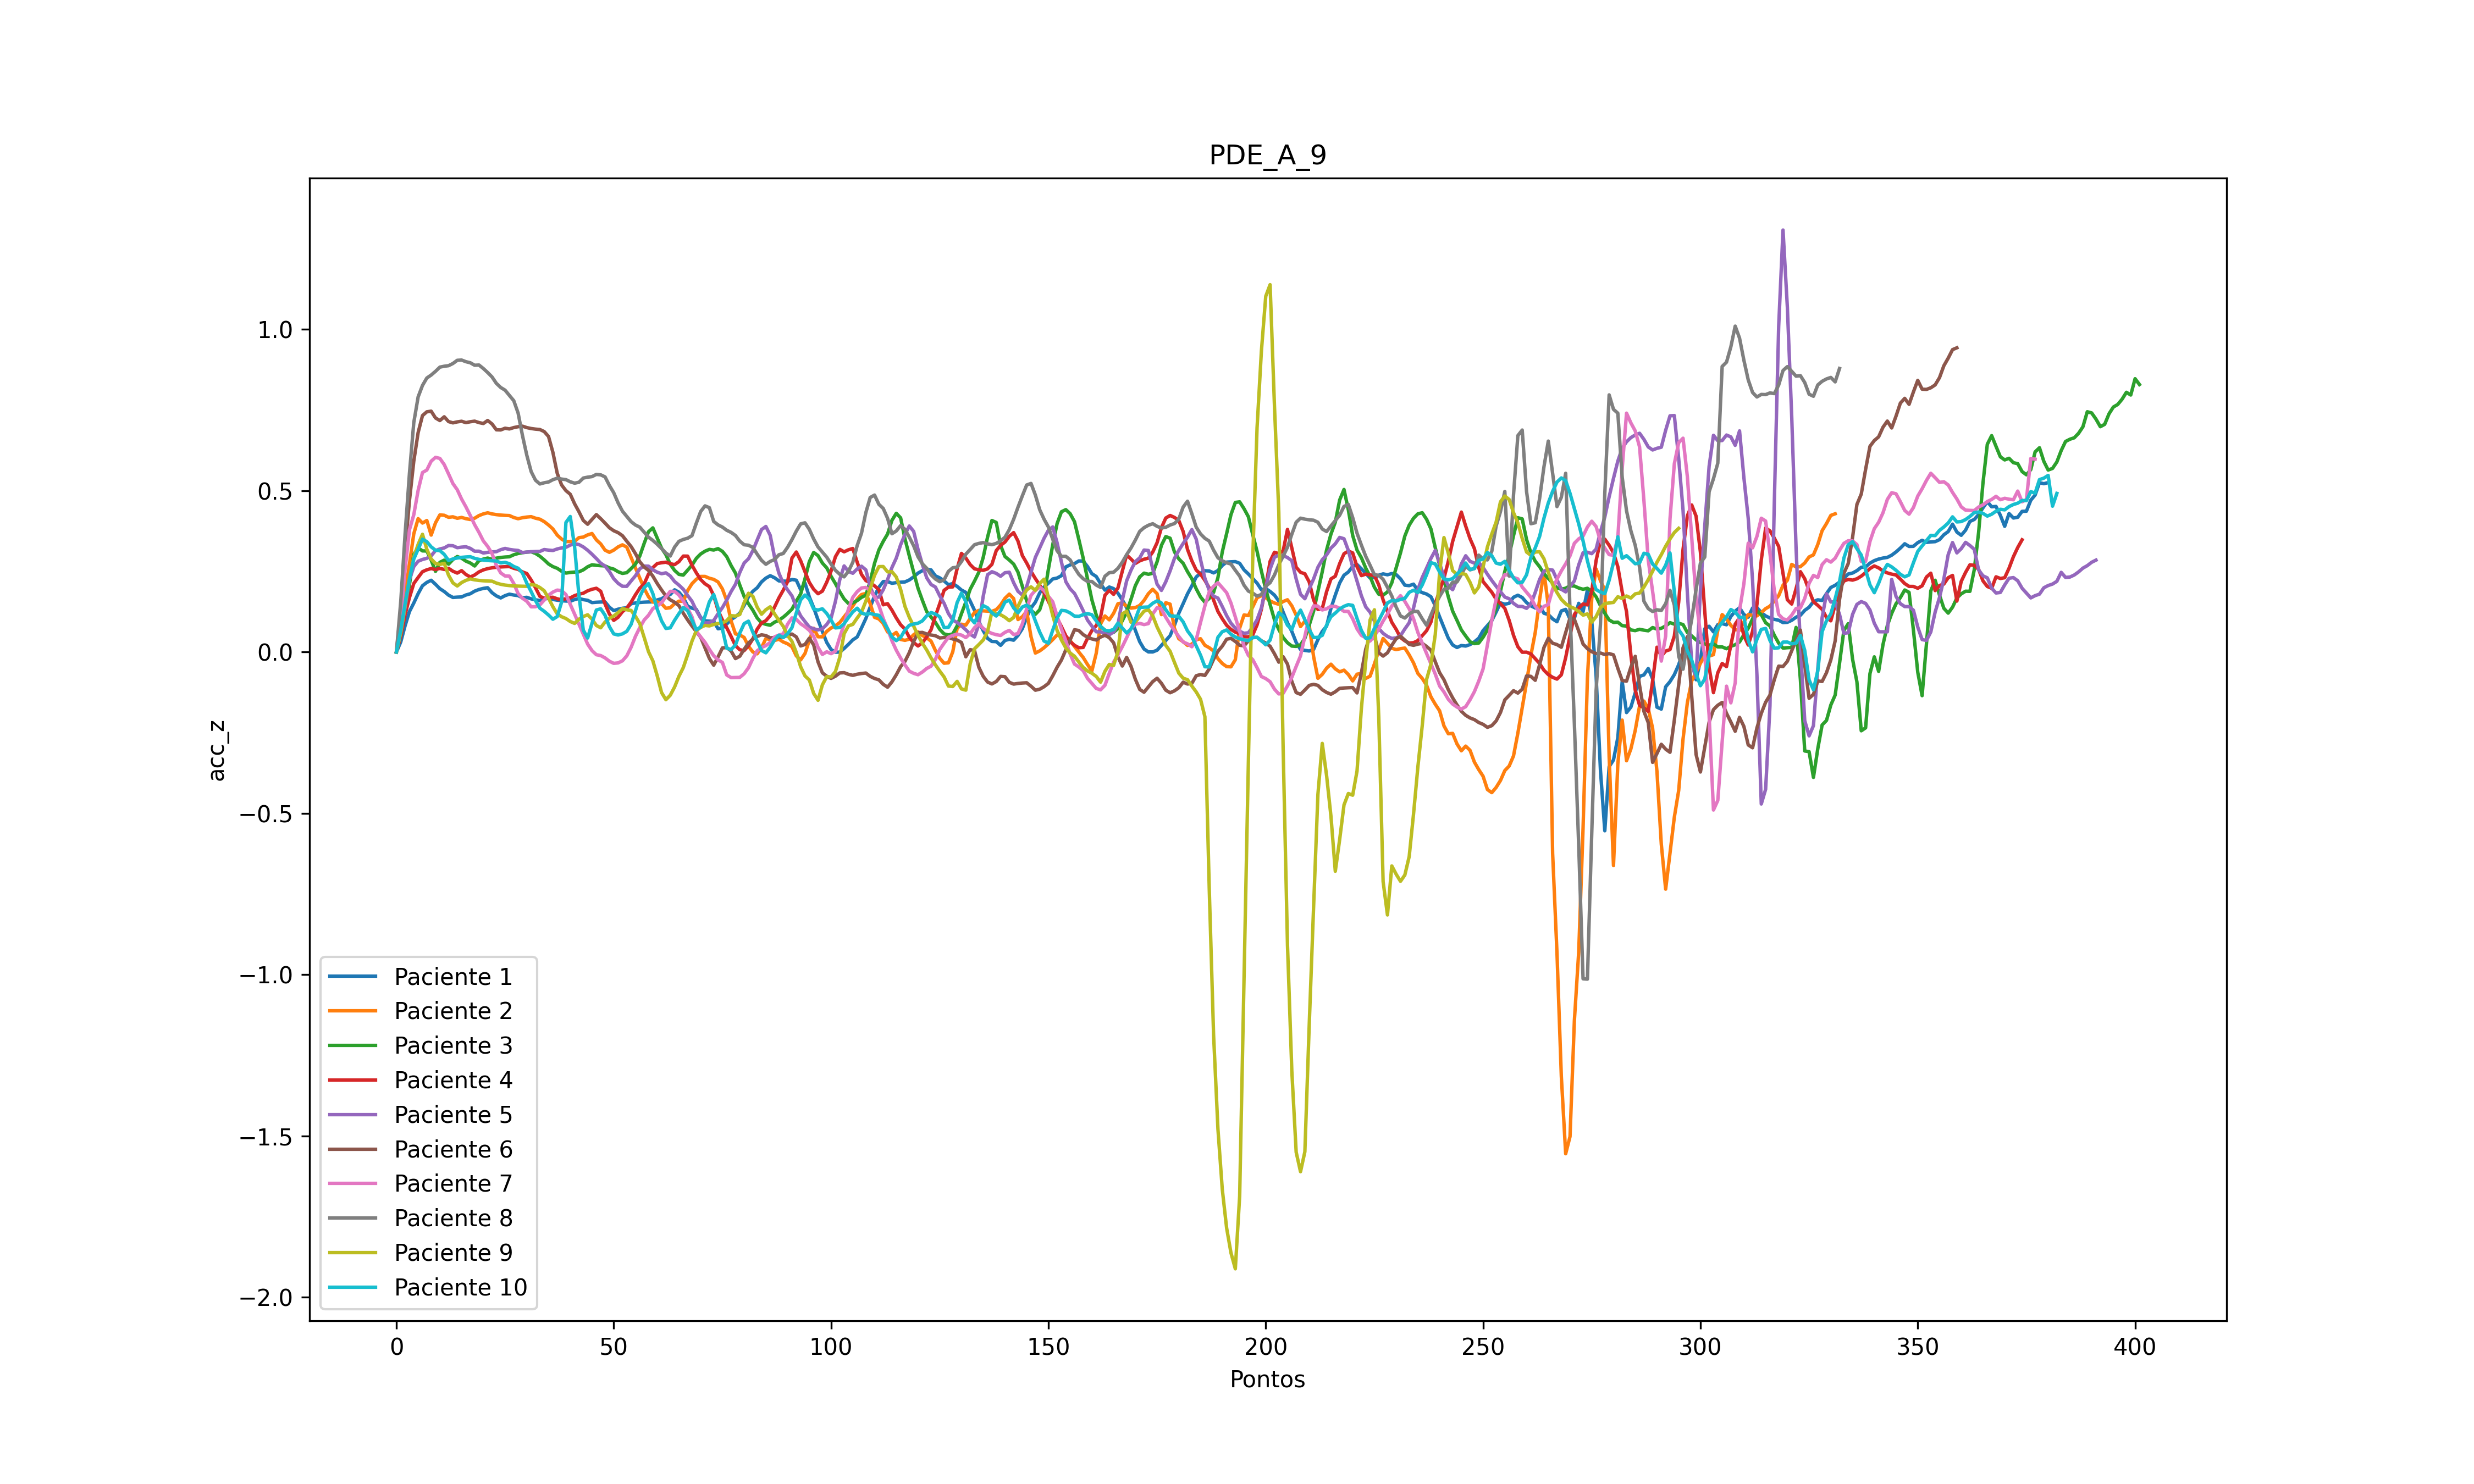 PDE_A_9
acc_z
1.0
0.5
0.0
−0.5
−1.0
−1.5
−2.0
Paciente 1
Paciente 2
Paciente 3
Paciente 4
Paciente 5
Paciente 6
Paciente 7
Paciente 8
Paciente 9
Paciente 10
0 50 100 150 200 250 300 350 400
Pontos